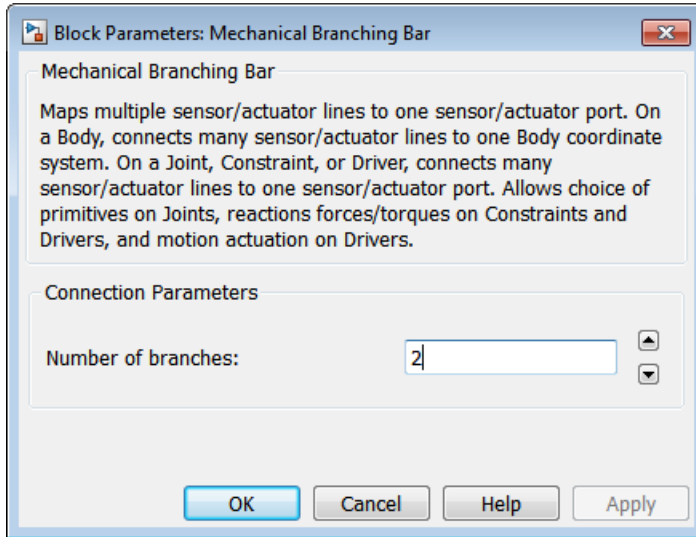 Block Parameters: Mechanical Branching Bar
Mechanical Branching Bar
Maps multiple sensor/actuator lines to one sensor/actuator port. On
a Body, connects many sensor/actuator lines to one Body coordinate
system. On a Joint, Constraint, or Driver, connects many
sensor/actuator lines to one sensor/actuator port. Allows choice of
primitives on Joints, reactions forces/torques on Constraints and
Drivers, and motion actuation on Drivers.
Connection Parameters
Number of branches: 2
OK Cancel Help Apply